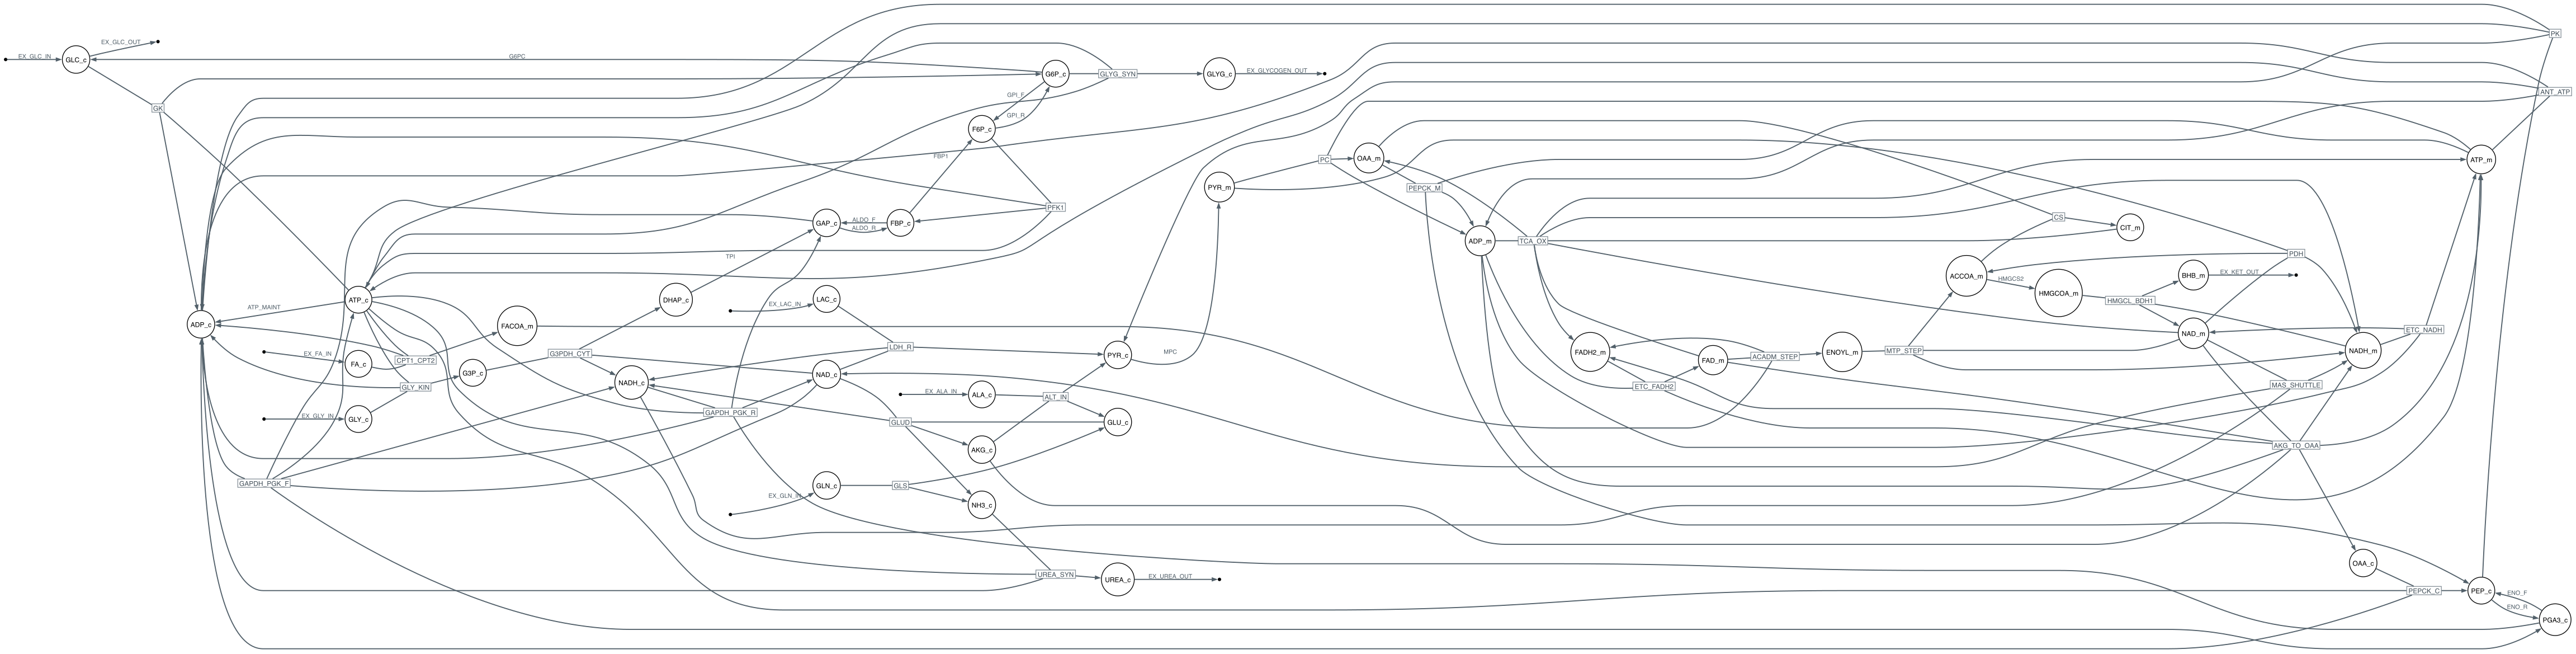 PK
EX_GLC_OUT
EX_GLC_IN
GLC_c
G6PC
G6P_c
GLYG_SYN
GLYG_c
EX_GLYCOGEN_OUT
ANT_ATP
GPI_F
GK
GPI_R
F6P_c
FBP1
PC
OAA_m
ATP_m
PYR_m
PEPCK_M
PFK1
CS
GAP_c
ALDO_F
ALDO_R
FBP_c
CIT_m
ADP_m
TCA_OX
PDH
TPI
ACCOA_m
HMGCS2
BHB_m
EX_KET_OUT
HMGCOA_m
HMGCL_BDH1
DHAP_c
LAC_c
EX_LAC_IN
ATP_c
ATP_MAINT
ADP_c
FACOA_m
NAD_m
ETC_NADH
LDH_R
PYR_c
MPC
EX_FA_IN
FA_c
CPT1_CPT2
G3PDH_CYT
FADH2_m
FAD_m
ACADM_STEP
ENOYL_m
MTP_STEP
NADH_m
G3P_c
NADH_c
NAD_c
GLY_KIN
ETC_FADH2
MAS_SHUTTLE
EX_ALA_IN
ALA_c
ALT_IN
EX_GLY_IN
GLY_c
GAPDH_PGK_R
GLUD
GLU_c
AKG_c
AKG_TO_OAA
GAPDH_PGK_F
GLN_c
GLS
EX_GLN_IN
NH3_c
OAA_c
UREA_SYN
UREA_c
EX_UREA_OUT
PEPCK_C
PEP_c
ENO_F
ENO_R
PGA3_c